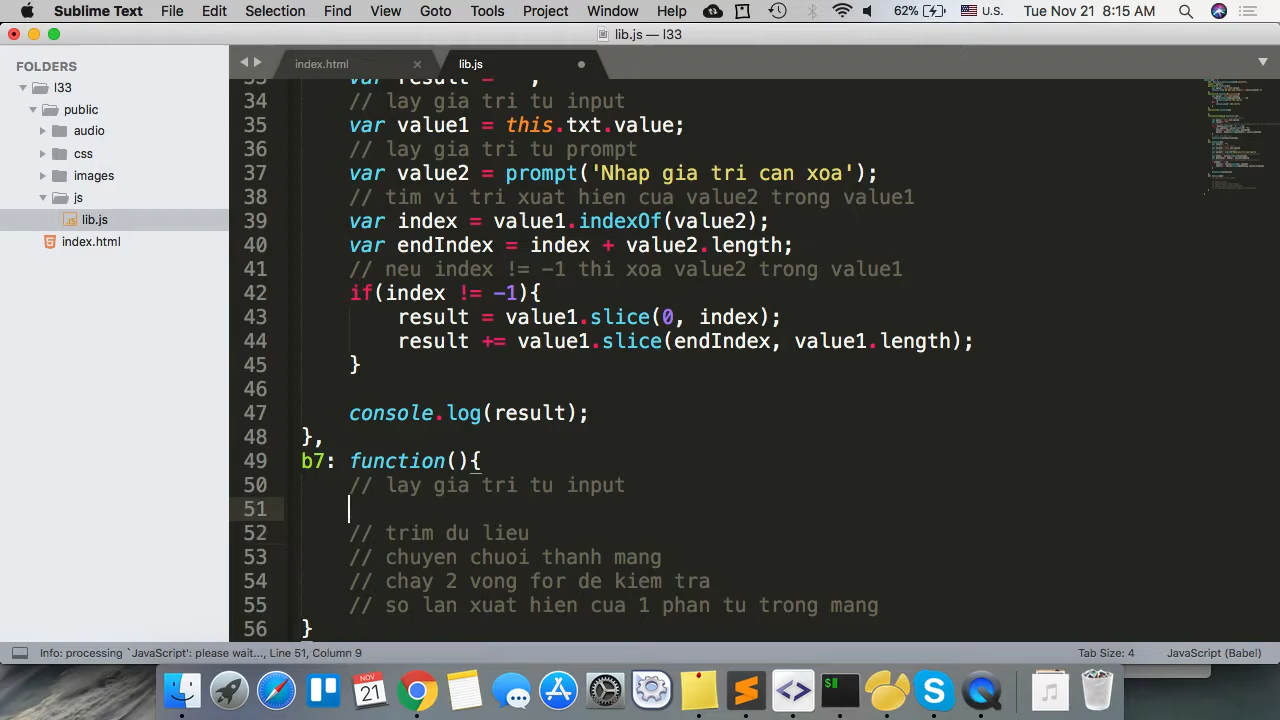 Sublime Text File Edit Selection Find View Goto Tools Project Window Help 62% U.S. Tue Nov 21 8:15 AM
lib.js — l33
FOLDERS
l33
public
audio
css
images
js
lib.js
index.html
index.html × lib.js
34 // lay gia tri tu input
35 var value1 = this.txt.value;
36 // lay gia tri tu prompt
37 var value2 = prompt('Nhap gia tri can xoa');
38 // tim vi tri xuat hien cua value2 trong value1
39 var index = value1.indexOf(value2);
40 var endIndex = index + value2.length;
41 // neu index != -1 thi xoa value2 trong value1
42 if(index != -1){
43 result = value1.slice(0, index);
44 result += value1.slice(endIndex, value1.length);
45 }
46
47 console.log(result);
48 },
49 b7: function(){
50 // lay gia tri tu input
51
52 // trim du lieu
53 // chuyen chuoi thanh mang
54 // chay 2 vong for de kiem tra
55 // so lan xuat hien cua 1 phan tu trong mang
56 }
Info: processing `JavaScript': please wait..., Line 51, Column 9 Tab Size: 4 JavaScript (Babel)
NOV
21